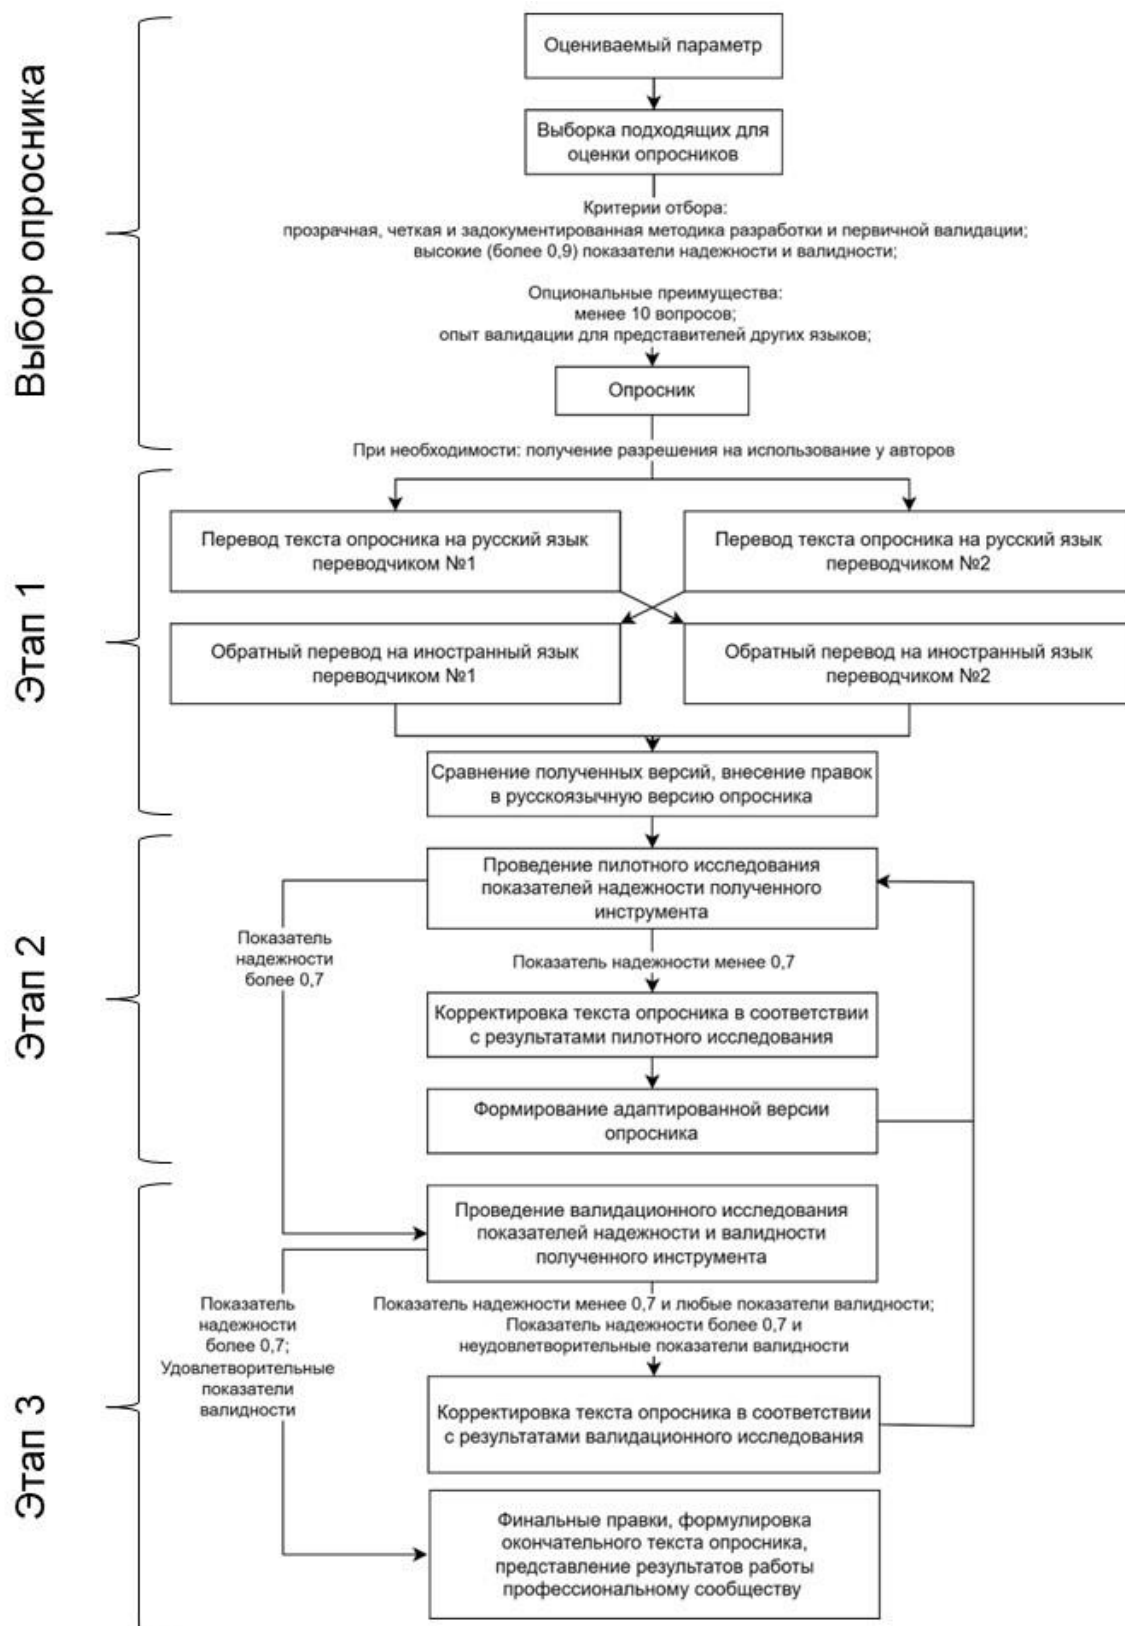 Выбор опросника
Оцениваемый параметр
Выборка подходящих для
оценки опросников
Критерии отбора:
прозрачная, четкая и задокументированная методика разработки и первичной валидации;
высокие (более 0,9) показатели надежности и валидности;
Опциональные преимущества:
менее 10 вопросов;
опыт валидации для представителей других языков;
Опросник
При необходимости: получение разрешения на использование у авторов
Этап 1
Перевод текста опросника на русский язык
переводчиком №1
Перевод текста опросника на русский язык
переводчиком №2
Обратный перевод на иностранный язык
переводчиком №1
Обратный перевод на иностранный язык
переводчиком №2
Сравнение полученных версий, внесение правок
в русскоязычную версию опросника
Этап 2
Проведение пилотного исследования
показателей надежности полученного
инструмента
Показатель
надежности
более 0,7
Показатель надежности менее 0,7
Корректировка текста опросника в соответствии
с результатами пилотного исследования
Формирование адаптированной версии
опросника
Этап 3
Проведение валидационного исследования
показателей надежности и валидности
полученного инструмента
Показатель
надежности
более 0,7;
Удовлетворительные
показатели
валидности
Показатель надежности менее 0,7 и любые показатели валидности;
Показатель надежности более 0,7 и
неудовлетворительные показатели валидности
Корректировка текста опросника в соответствии
с результатами валидационного исследования
Финальные правки, формулировка
окончательного текста опросника,
представление результатов работы
профессиональному сообществу